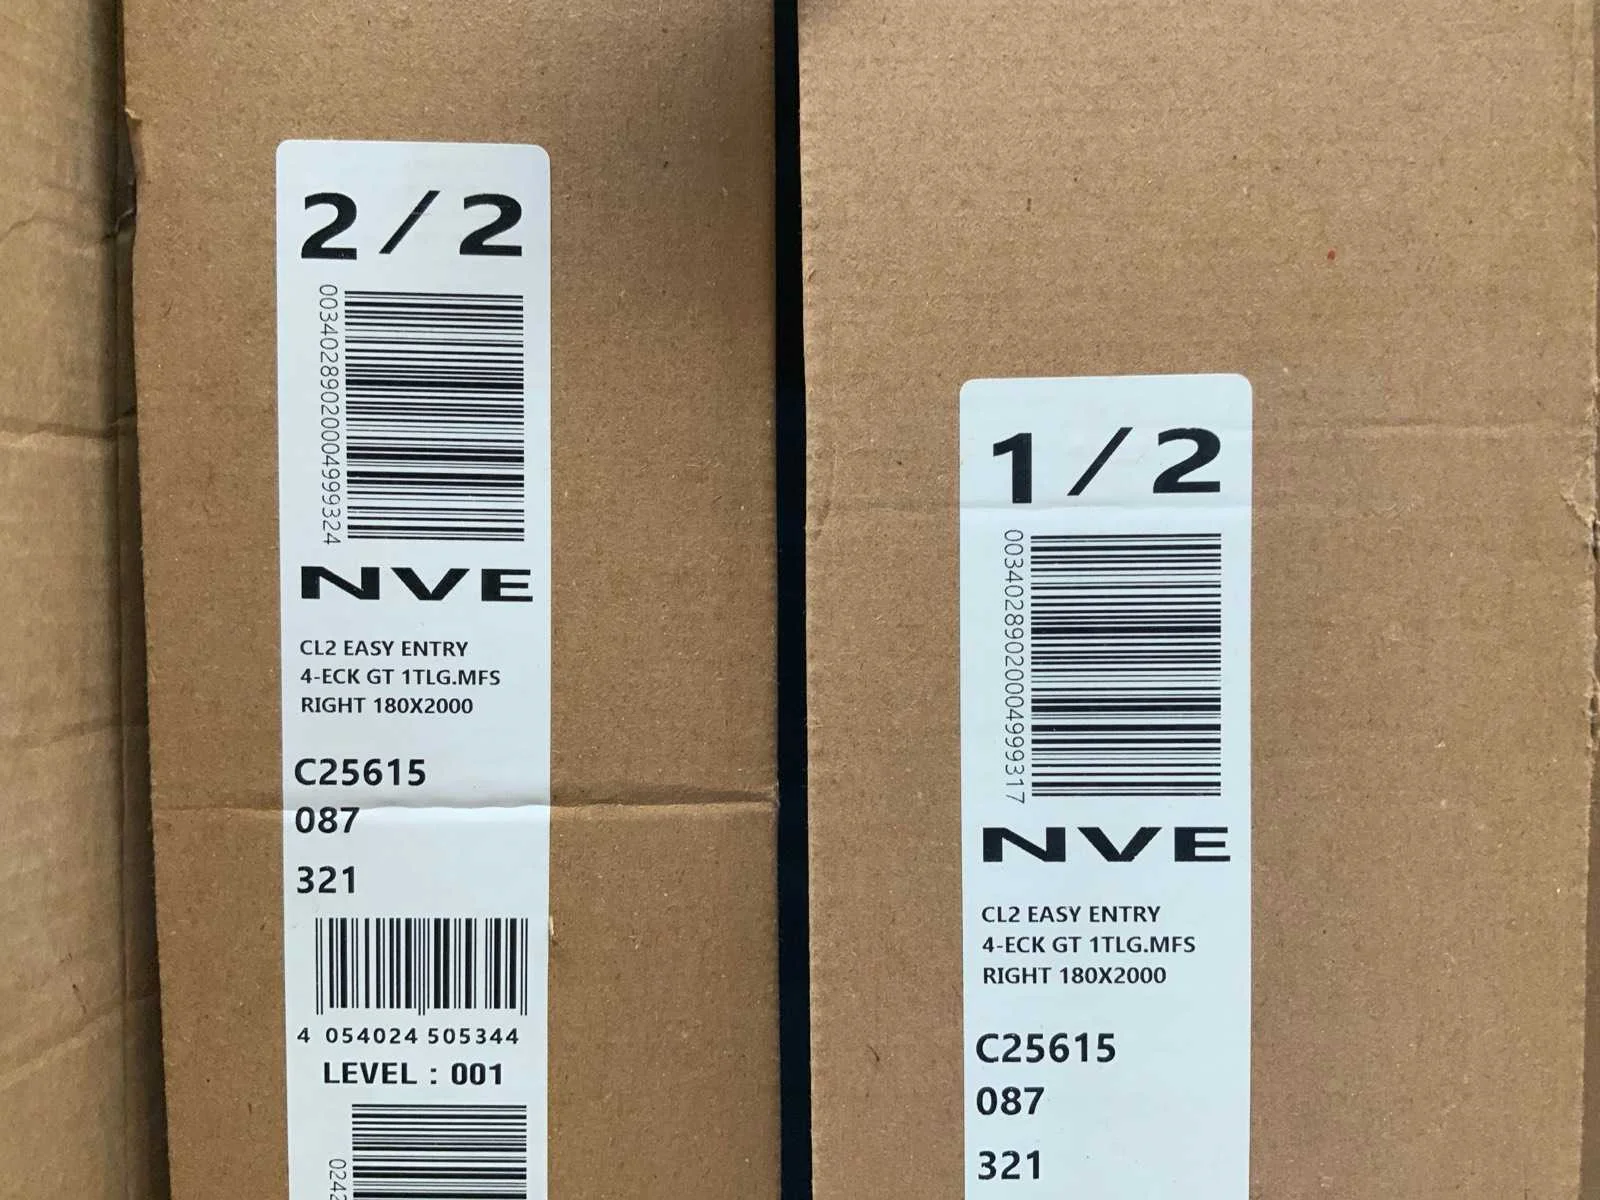 2 / 2
00340289020004999324
NVE
CL2 EASY ENTRY
4-ECK GT 1TLG.MFS
RIGHT 180X2000
C25615
087
321
4 054024 505344
LEVEL : 001
1 / 2
00340289020004999317
NVE
CL2 EASY ENTRY
4-ECK GT 1TLG.MFS
RIGHT 180X2000
C25615
087
321